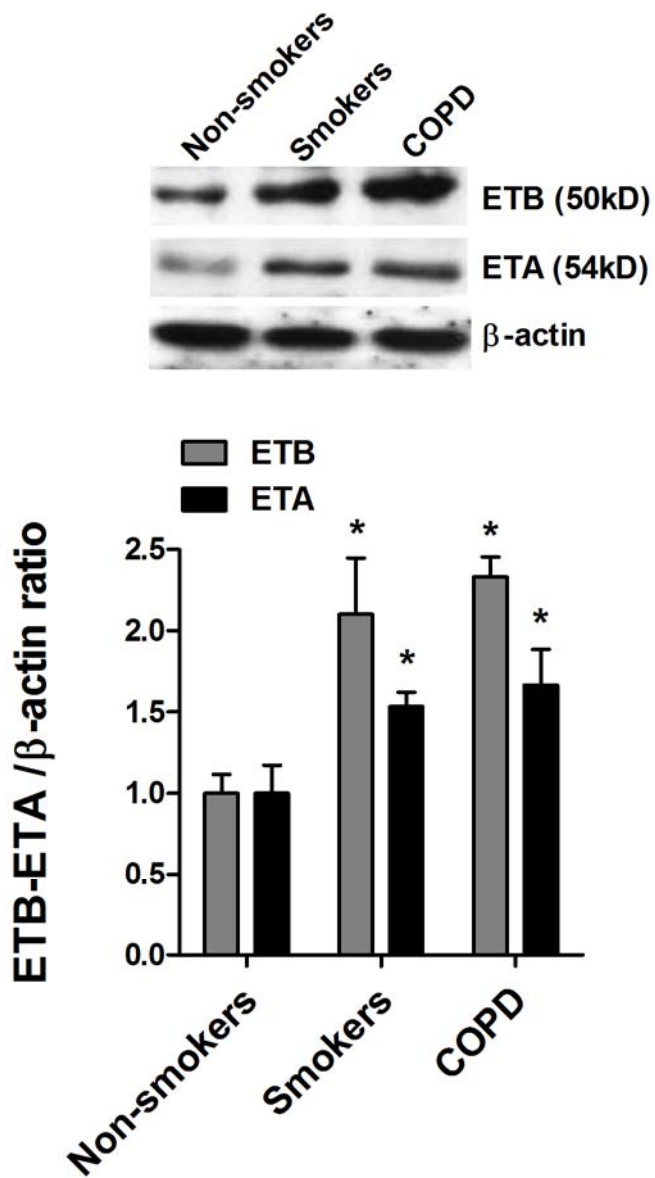 Non-smokers
Smokers
COPD
ETB (50kD)
ETA (54kD)
β-actin
ETB
ETA
ETB-ETA /β-actin ratio
2.5
2.0
1.5
1.0
0.5
0.0
*
*
*
*
Non-smokers
Smokers
COPD